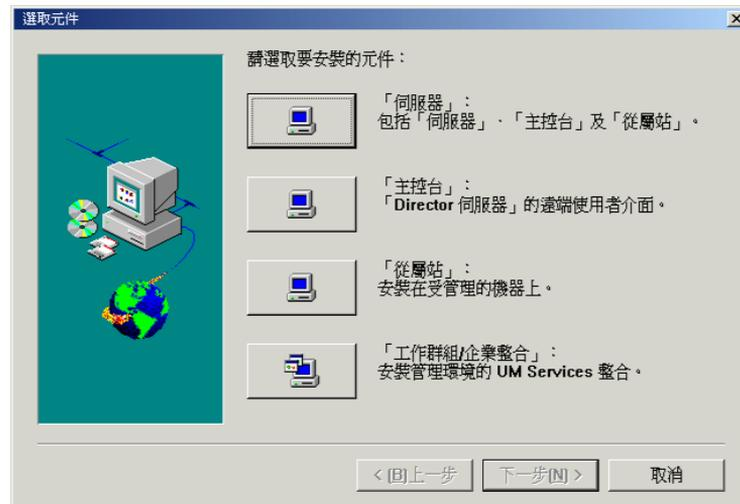 選取元件
請選取要安裝的元件：
「伺服器」：
包括「伺服器」、「主控台」及「從屬站」。
「主控台」：
「Director 伺服器」的遠端使用者介面。
「從屬站」：
安裝在受管理的機器上。
「工作群組/企業整合」：
安裝管理環境的 UM Services 整合。
< (B)上一步
下一步(N) >
取消